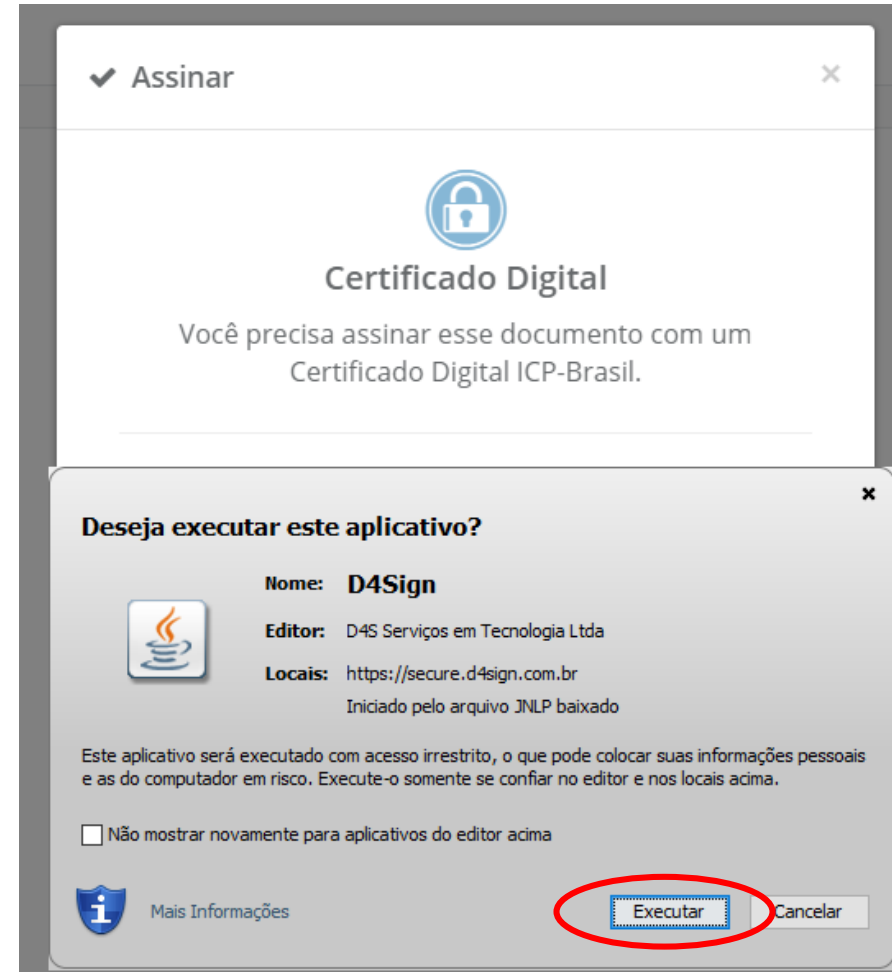 Assinar
Certificado Digital
Você precisa assinar esse documento com um
Certificado Digital ICP-Brasil.
Deseja executar este aplicativo?
Nome: D4Sign
Editor: D4S Serviços em Tecnologia Ltda
Locais: https://secure.d4sign.com.br
Iniciado pelo arquivo JNLP baixado
Este aplicativo será executado com acesso irrestrito, o que pode colocar suas informações pessoais
e as do computador em risco. Execute-o somente se confiar no editor e nos locais acima.
Não mostrar novamente para aplicativos do editor acima
Mais Informações
Executar
Cancelar